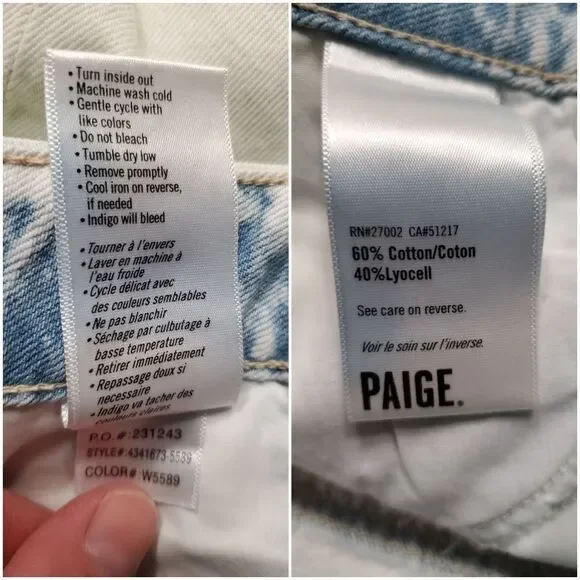 • Turn inside out
• Machine wash cold
• Gentle cycle with
like colors
• Do not bleach
• Tumble dry low
• Remove promptly
• Cool iron on reverse,
if needed
• Indigo will bleed
• Tourner à l'envers
• Laver en machine à
l'eau froide
• Cycle délicat avec
des couleurs semblables
• Ne pas blanchir
• Séchage par culbutage à
basse temperature
• Retirer immédiatement
• Repassage doux si
necessaire
• Indigo va tacher des
couleurs claires
P.O.#:231243
STYLE#:4341673-5539
COLOR#:W5589
RN#27002 CA#51217
60% Cotton/Coton
40%Lyocell
See care on reverse.
Voir le soin sur l'inverse.
PAIGE.